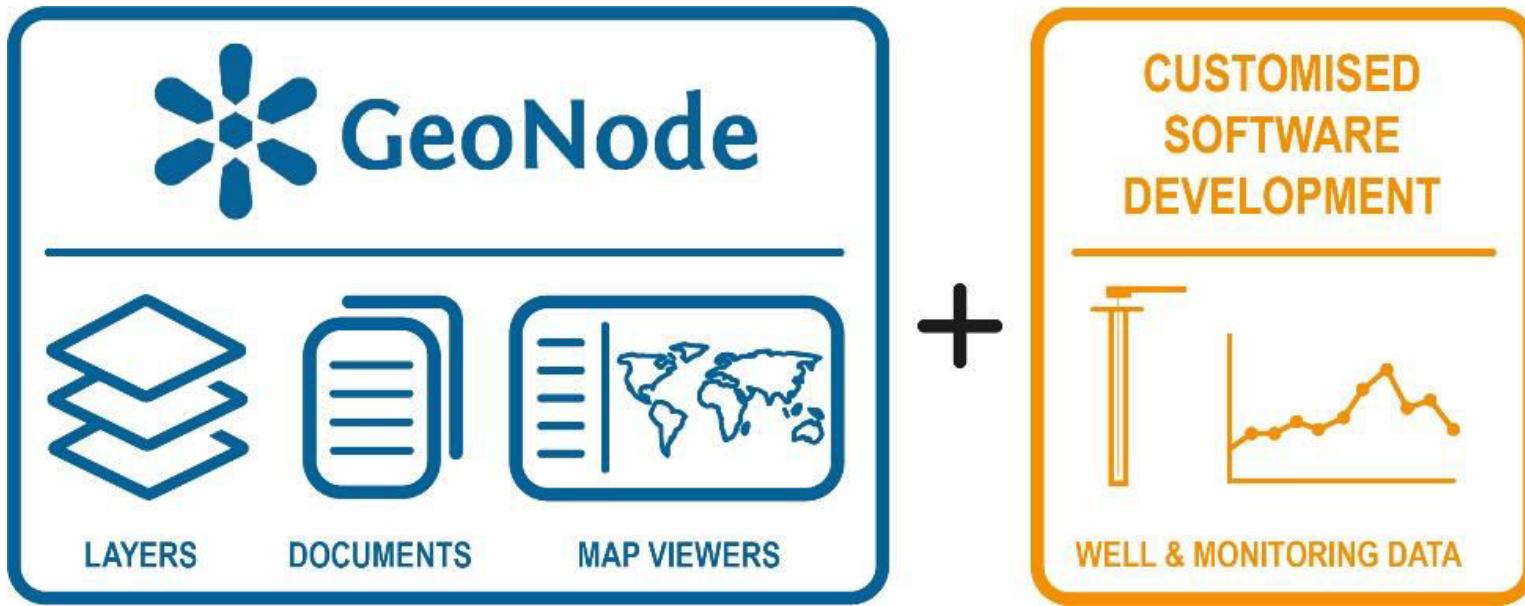 GeoNode
LAYERS
DOCUMENTS
MAP VIEWERS
+
CUSTOMISED
SOFTWARE
DEVELOPMENT
WELL & MONITORING DATA